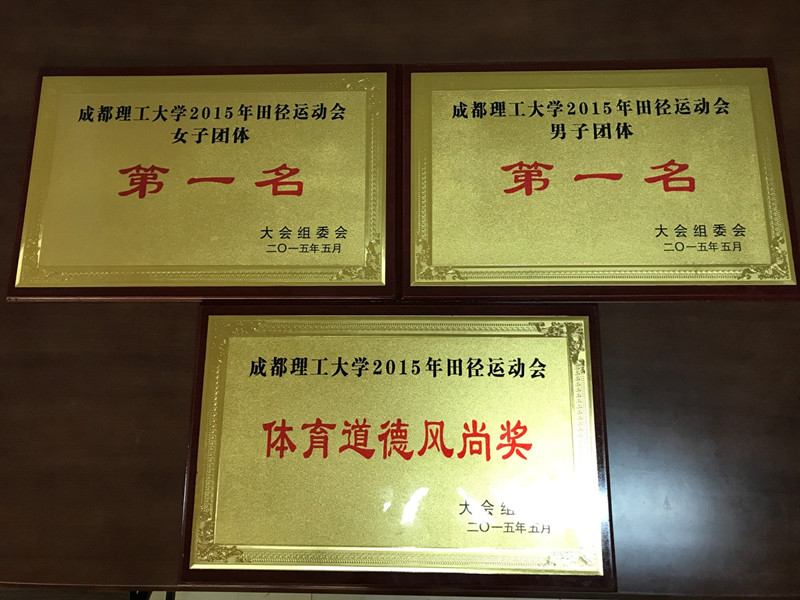 成都理工大学2015年田径运动会
女子团体
第一名
大会组委会
二〇一五年五月
成都理工大学2015年田径运动会
男子团体
第一名
大会组委会
二〇一五年五月
成都理工大学2015年田径运动会
体育道德风尚奖
大会组
二〇一五年五月